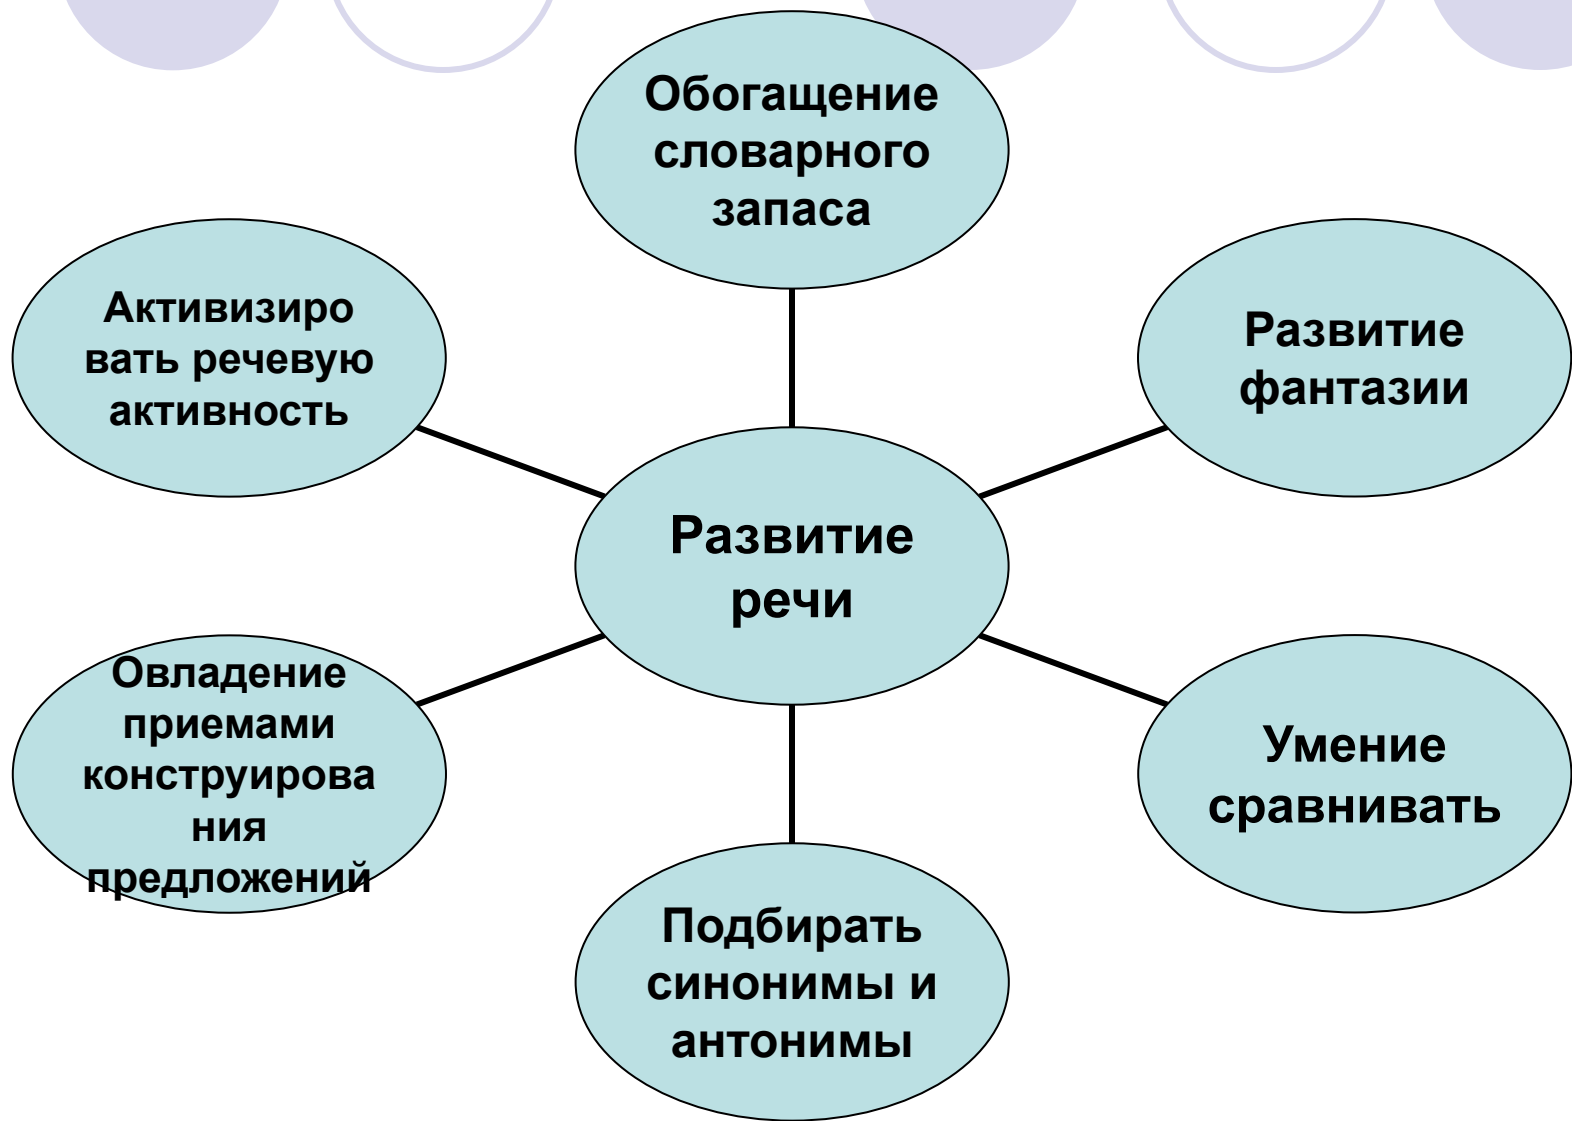 Обогащение
словарного
запаса
Активизиро
вать речевую
активность
Развитие
фантазии
Развитие
речи
Овладение
приемами
конструирова
ния
предложений
Умение
сравнивать
Подбирать
синонимы и
антонимы